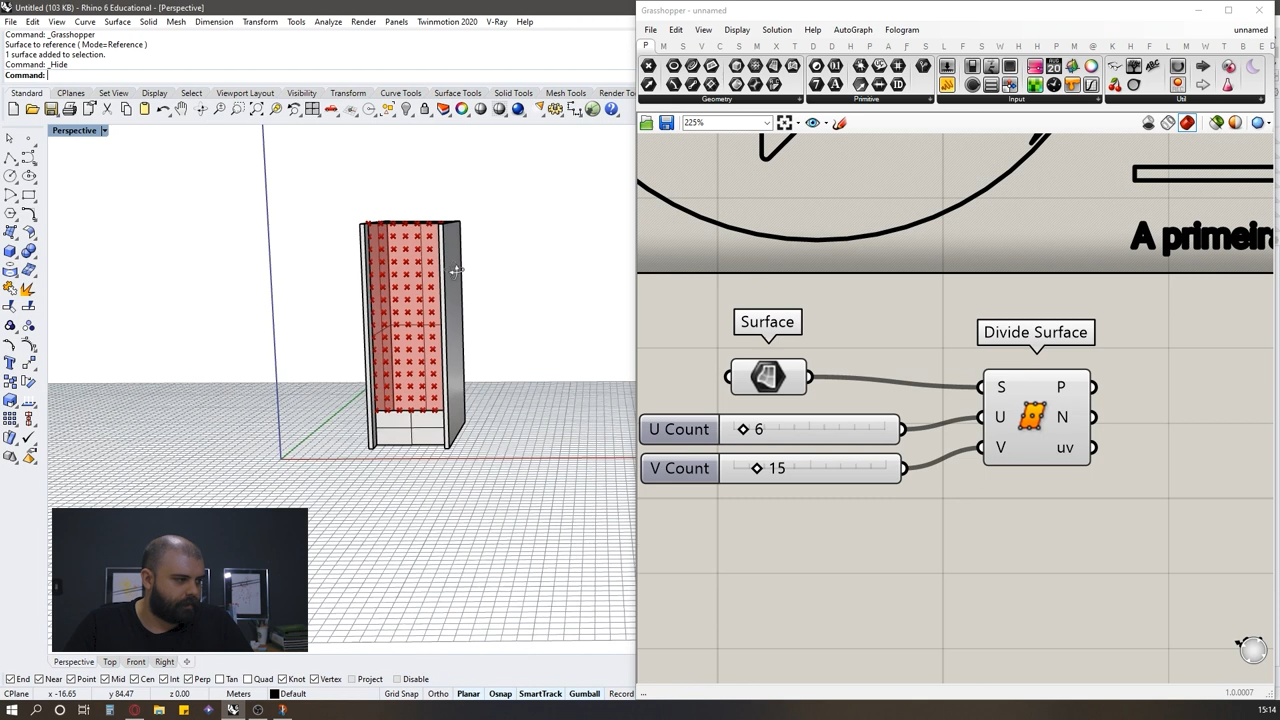 Untitled (103 KB) - Rhino 6 Educational - [Perspective]
File Edit View Curve Surface Solid Mesh Dimension Transform Tools Analyze Render Panels Twinmotion 2020 V-Ray Help
Command: _Grasshopper
Surface to reference ( Mode=Reference )
1 surface added to selection.
Command: _Hide
Command:
Standard CPlanes Set View Display Select Viewport Layout Visibility Transform Curve Tools Surface Tools Solid Tools Mesh Tools Render To
Perspective
Perspective Top Front Right
End Near Point Mid Cen Int Perp Tan Quad Knot Vertex Project Disable
CPlane x -16.65 y 84.47 z 0.00 Meters Default Grid Snap Ortho Planar Osnap SmartTrack Gumball Record
Grasshopper - unnamed
File Edit View Display Solution Help AutoGraph Fologram unnamed
P M S V C S M I T D W A S M K T D P H M @ F H L M W T B E D
Geometry Primitive Input Util
225%
A primeir
Surface
Divide Surface
S P
U Count 6 U N
V Count 15 V uv
... 1.0.0007
15:14